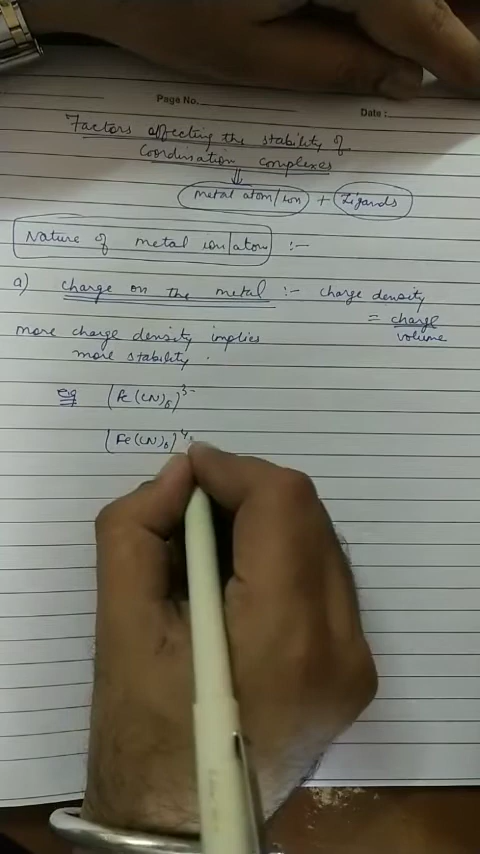 Page No.
Date :
Factors affecting the stability of
Coordination complexes
⇓
metal atom/ion + Ligands
Nature of metal ion/atom :-
a) charge on the metal :- charge density
= charge
volume
more charge density implies
more stability .
eg [Fe(CN)6]3-
[Fe(CN)6]4-